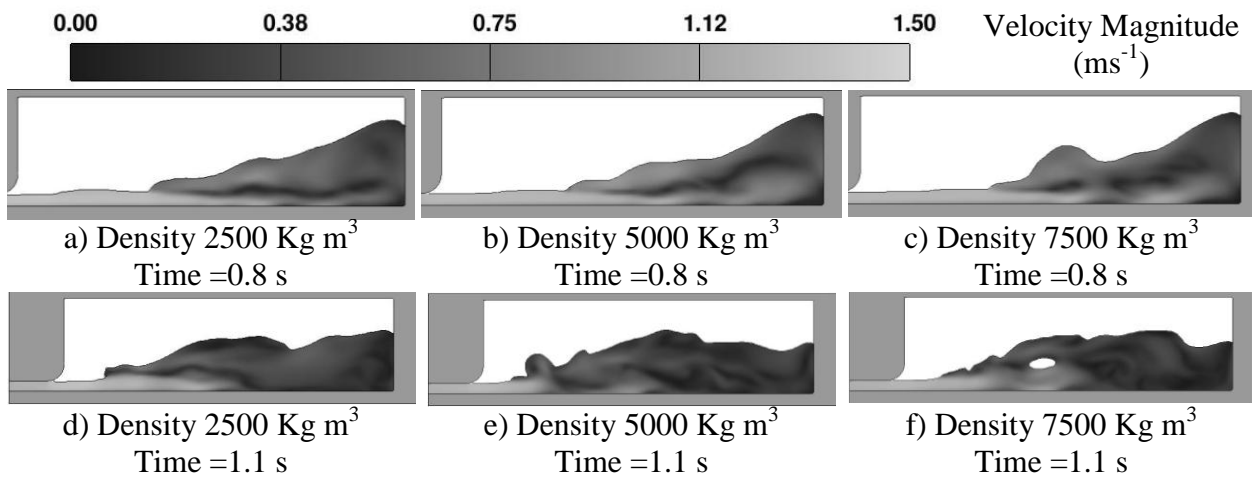 0.00 0.38 0.75 1.12 1.50 Velocity Magnitude
(ms⁻¹)
a) Density 2500 Kg m³ b) Density 5000 Kg m³ c) Density 7500 Kg m³
Time =0.8 s Time =0.8 s Time =0.8 s
d) Density 2500 Kg m³ e) Density 5000 Kg m³ f) Density 7500 Kg m³
Time =1.1 s Time =1.1 s Time =1.1 s